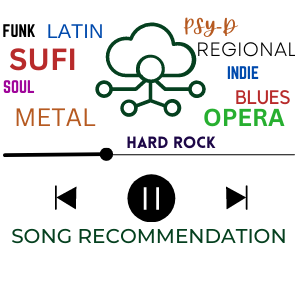 FUNK
LATIN
PSY-D
SUFI
REGIONAL
INDIE
SOUL
BLUES
METAL
OPERA
HARD ROCK
SONG RECOMMENDATION